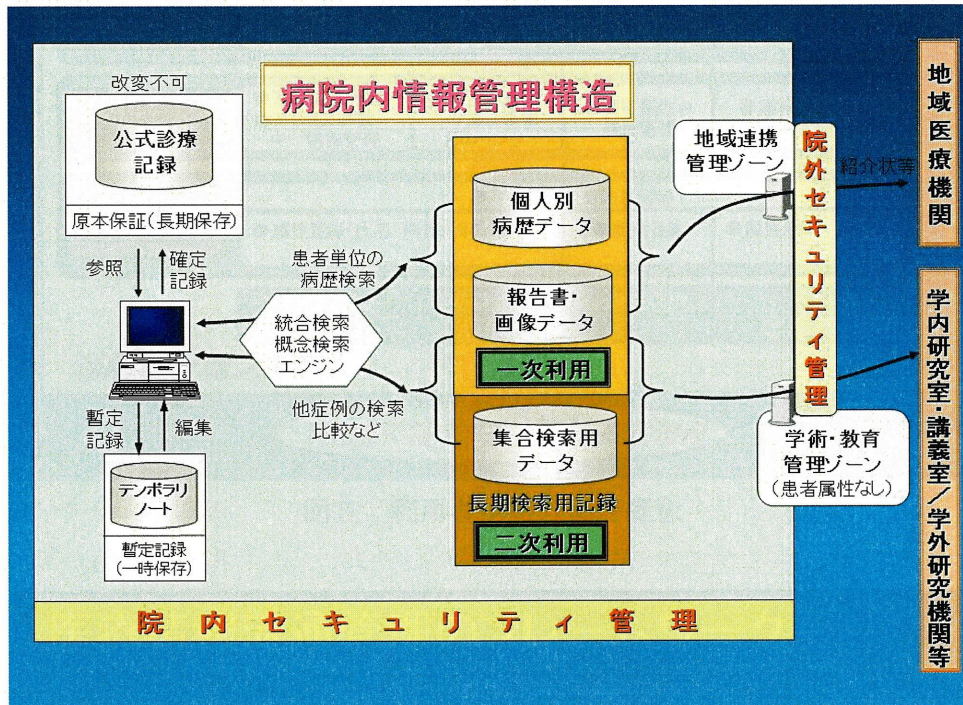 病院内情報管理構造
改変不可
公式診療
記録
原本保証(長期保存)
参照
確定
記録
暫定
記録
編集
テンポラリ
ノート
暫定記録
(一時保存)
患者単位の
病歴検索
統合検索
概念検索
エンジン
他症例の検索
比較など
個人別
病歴データ
報告書・
画像データ
一次利用
集合検索用
データ
長期検索用記録
二次利用
地域連携
管理ゾーン
院外セキュリティ管理
紹介状等
学術・教育
管理ゾーン
(患者属性なし)
地域医療機関
学内研究室・講義室/学外研究機関等
院内セキュリティ管理